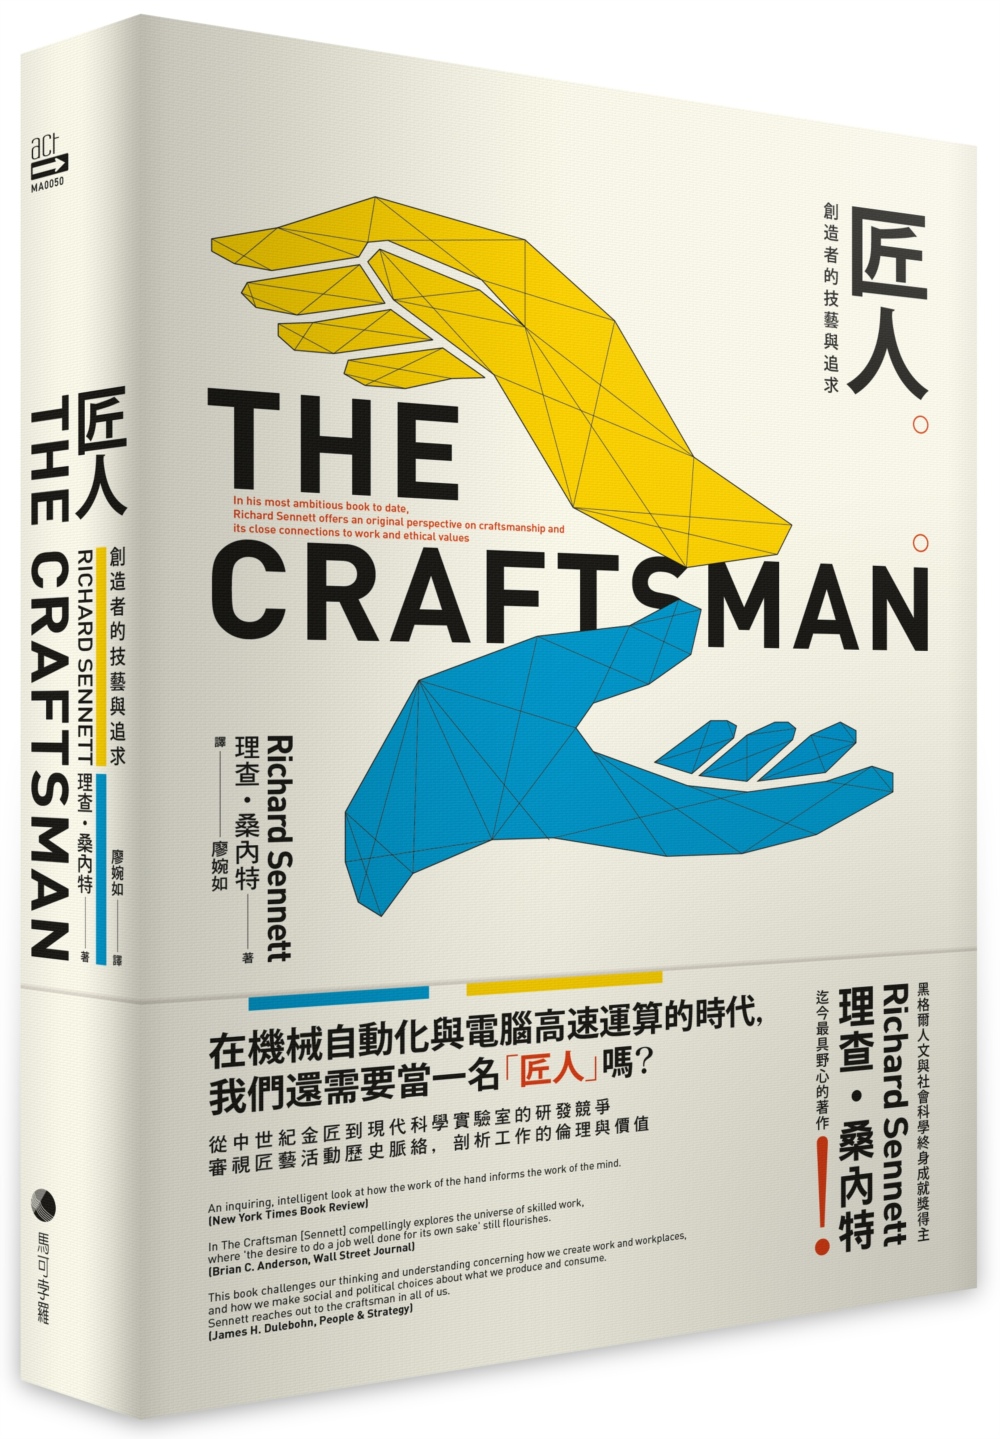 act
MA0050
匠人
THE CRAFTSMAN
創造者的技藝與追求
RICHARD SENNETT
理查・桑內特 著
廖婉如 譯
馬可孛羅
匠人
創造者的技藝與追求
THE
In his most ambitious book to date,
Richard Sennett offers an original perspective on craftsmanship and
its close connections to work and ethical values
CRAFTSMAN
Richard Sennett
理查・桑內特 著
譯 廖婉如
在機械自動化與電腦高速運算的時代,
我們還需要當一名「匠人」嗎?
從中世紀金匠到現代科學實驗室的研發競爭
審視匠藝活動歷史脈絡, 剖析工作的倫理與價值
An inquiring, intelligent look at how the work of the hand informs the work of the mind.
(New York Times Book Review)
In The Craftsman [Sennett] compellingly explores the universe of skilled work,
where 'the desire to do a job well done for its own sake' still flourishes.
(Brian C. Anderson, Wall Street Journal)
This book challenges our thinking and understanding concerning how we create work and workplaces,
and how we make social and political choices about what we produce and consume.
Sennett reaches out to the craftsman in all of us.
(James H. Dulebohn, People & Strategy)
黑格爾人文與社會科學終身成就獎得主
Richard Sennett
理查・桑內特
迄今最具野心的著作!